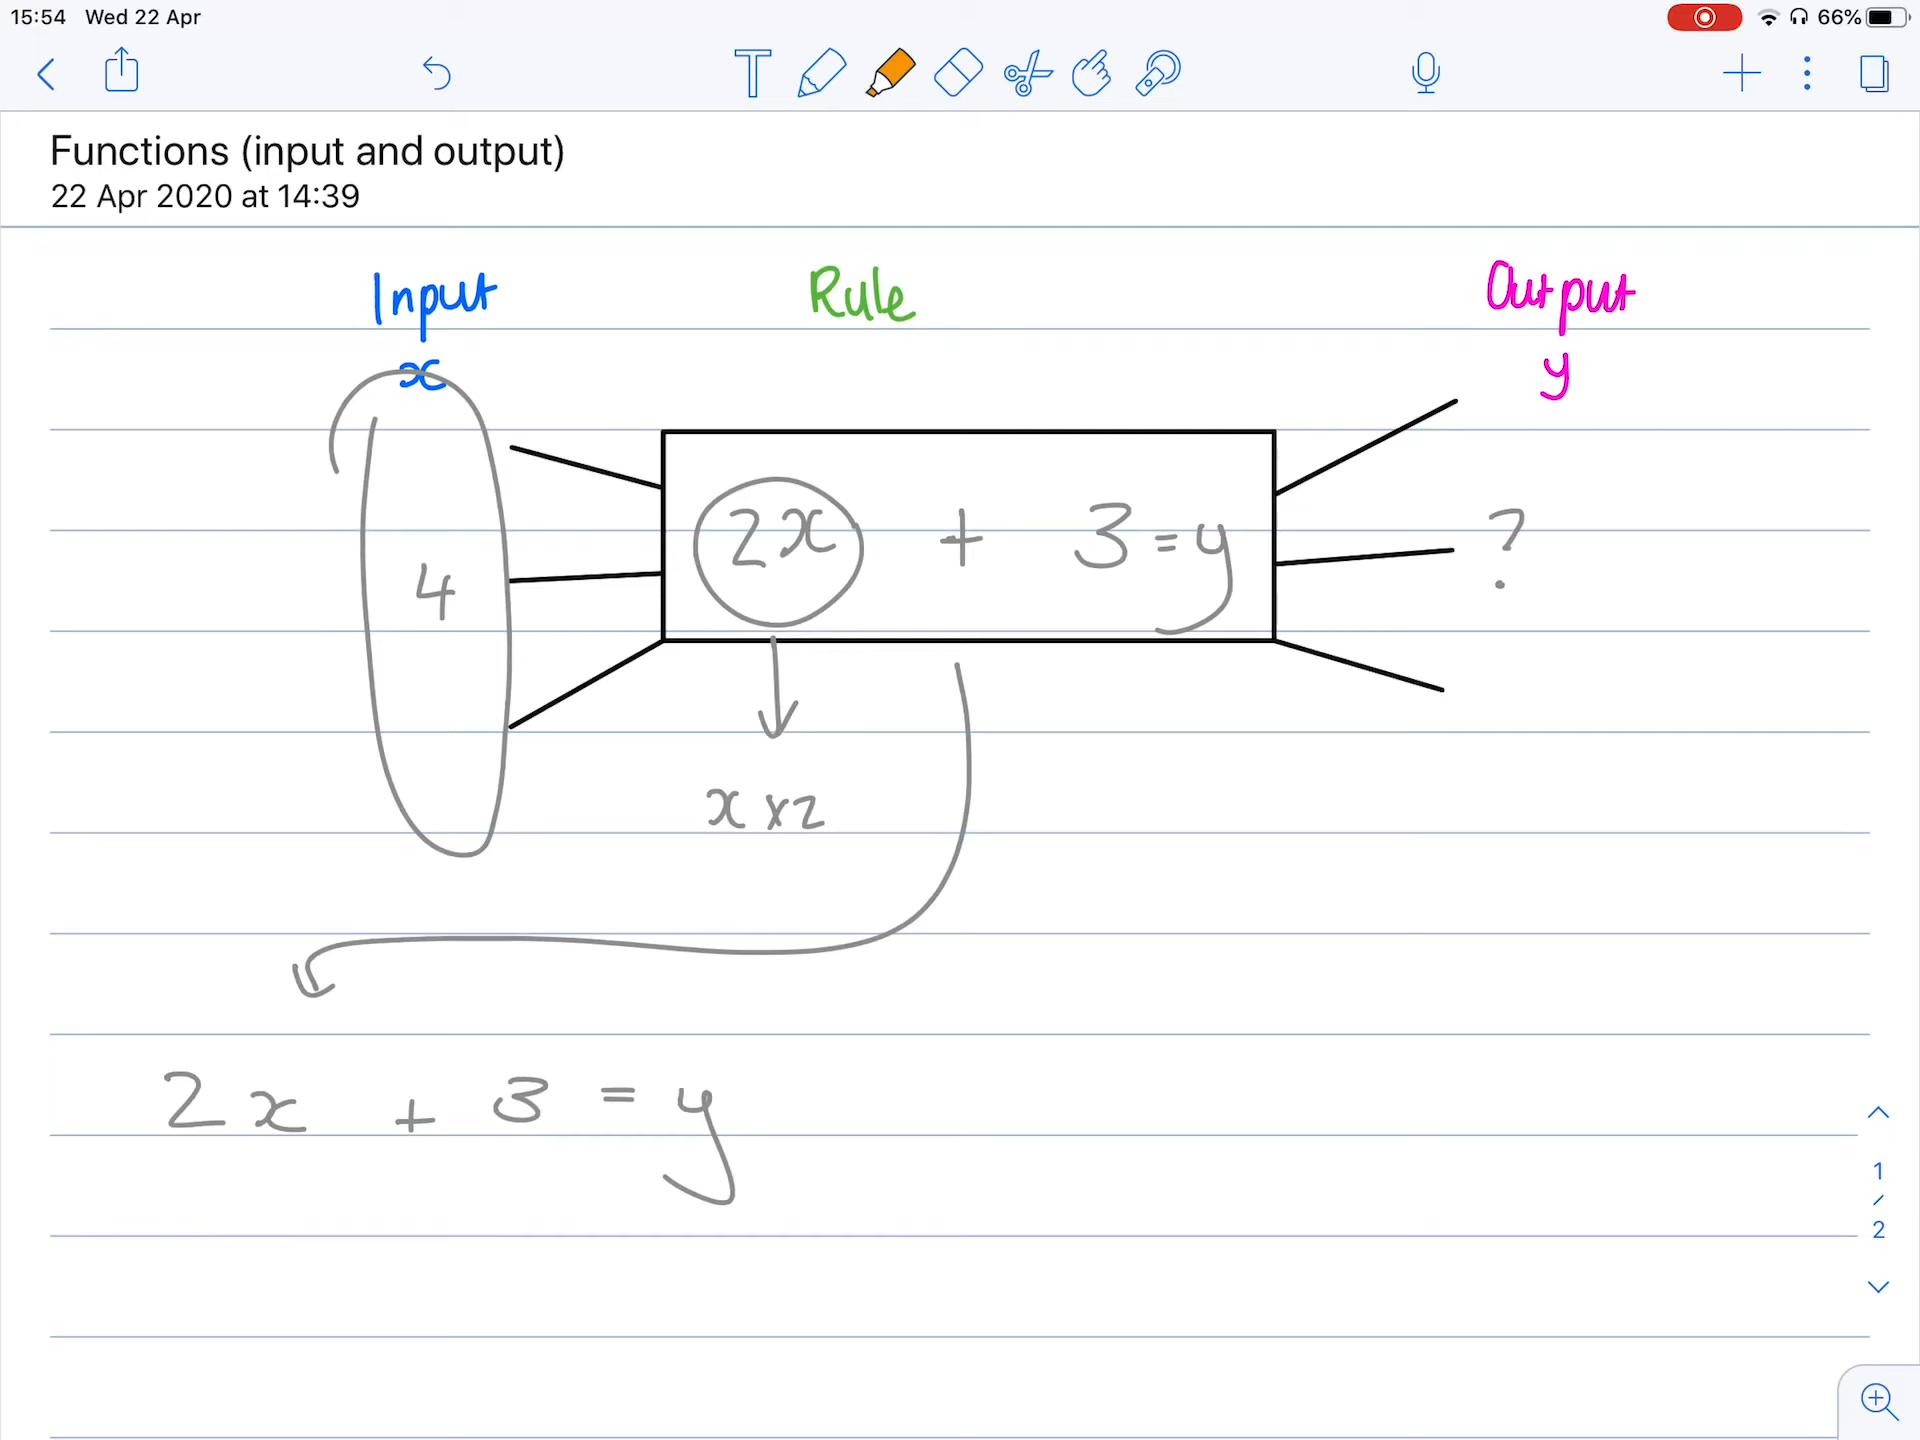 15:54 Wed 22 Apr 66%
Functions (input and output)
22 Apr 2020 at 14:39
Input Rule Output
x y
4 2x + 3 = y ?
x × 2
2x + 3 = y
1
/
2